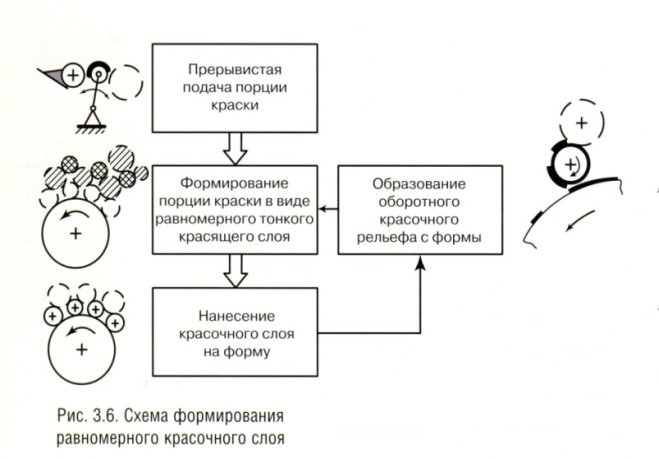 Прерывистая
подача порции
краски
Формирование
порции краски в виде
равномерного тонкого
красящего слоя
Образование
оборотного
красочного
рельефа с формы
Нанесение
красочного слоя
на форму
Рис. 3.6. Схема формирования
равномерного красочного слоя